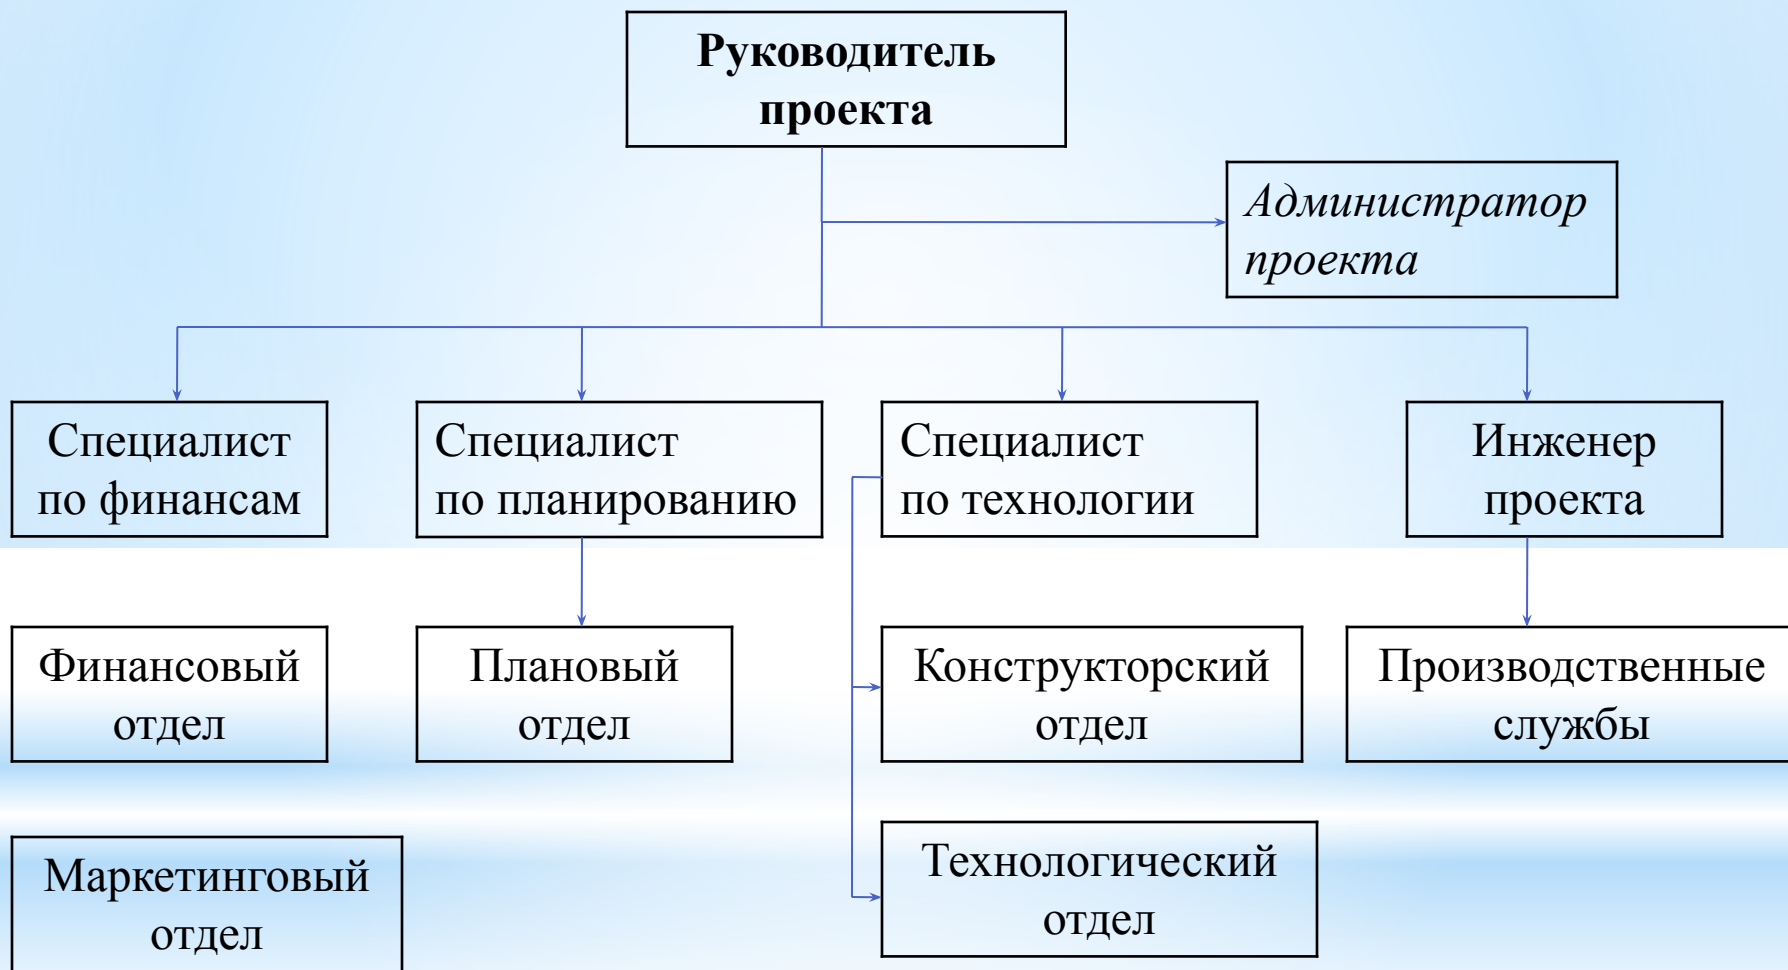 Руководитель
проекта
Администратор
проекта
Специалист
по финансам
Специалист
по планированию
Специалист
по технологии
Инженер
проекта
Финансовый
отдел
Плановый
отдел
Конструкторский
отдел
Производственные
службы
Маркетинговый
отдел
Технологический
отдел